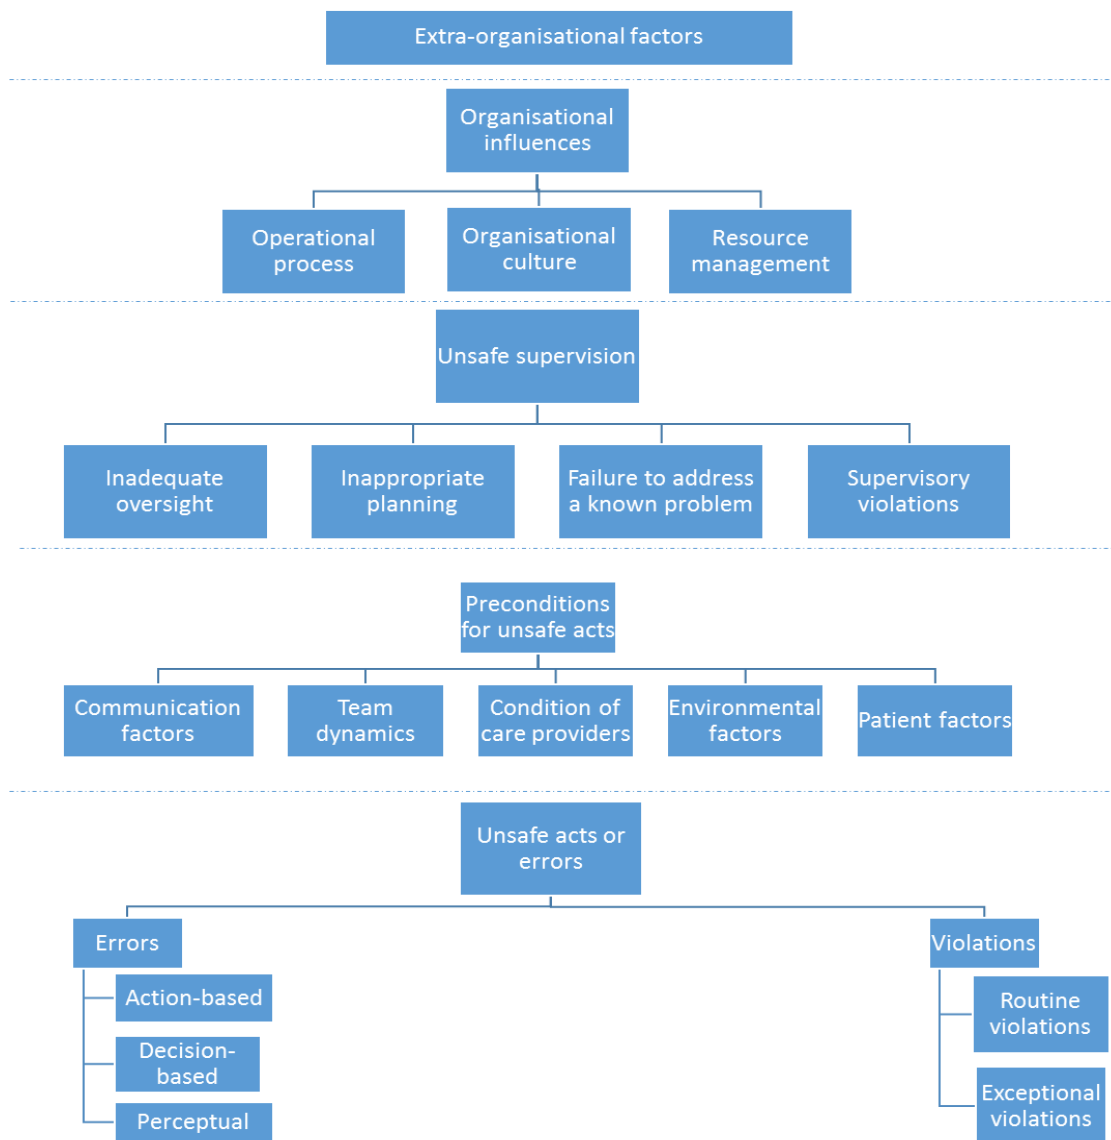 Extra-organisational factors
Organisational
influences
Operational
process
Organisational
culture
Resource
management
Unsafe supervision
Inadequate
oversight
Inappropriate
planning
Failure to address
a known problem
Supervisory
violations
Preconditions
for unsafe acts
Communication
factors
Team
dynamics
Condition of
care providers
Environmental
factors
Patient factors
Unsafe acts or
errors
Errors
Action-based
Decision-
based
Perceptual
Violations
Routine
violations
Exceptional
violations